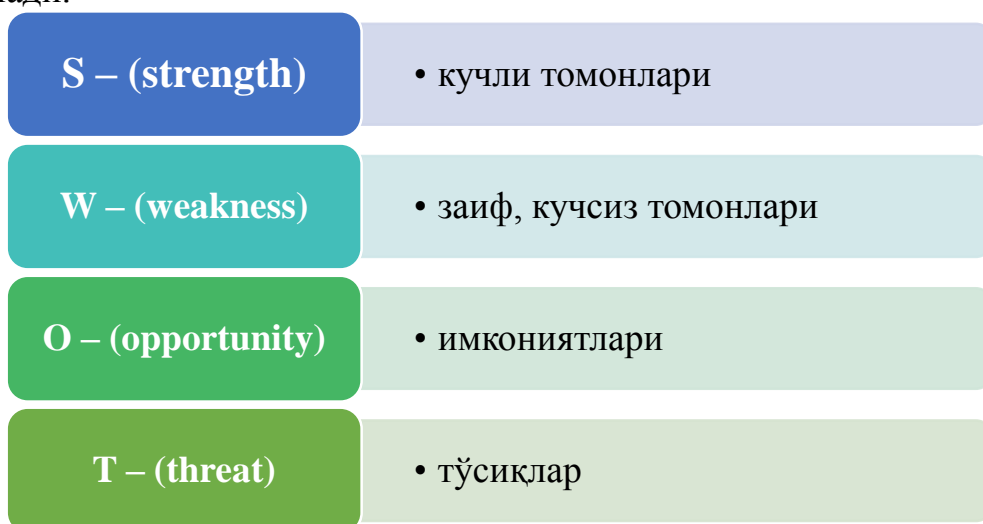 S – (strength)
• кучли томонлари
W – (weakness)
• заиф, кучсиз томонлари
O – (opportunity)
• имкониятлари
T – (threat)
• тўсиқлар